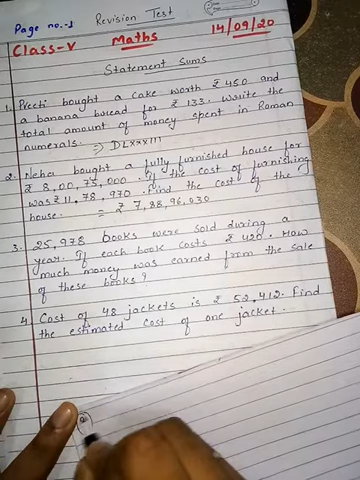 Page no.-1
Revision Test
Class-V
Maths
14/09/20
Statement Sums
1. Preeti bought a cake worth ₹ 450 and
a banana bread for ₹ 133. Write the
total amount of money spent in Roman
numerals. ⇒ DLXXXIII
2. Neha bought a fully furnished house for
₹ 8,00,75,000. If the cost of furnishing
was ₹ 11,78,970. Find the cost of the
house. = ₹ 7,88,96,030
3. 25,978 books were sold during a
year. If each book costs ₹ 420. How
much money was earned from the sale
of these books?
4. Cost of 48 jackets is ₹ 52,412. Find
the estimated cost of one jacket.